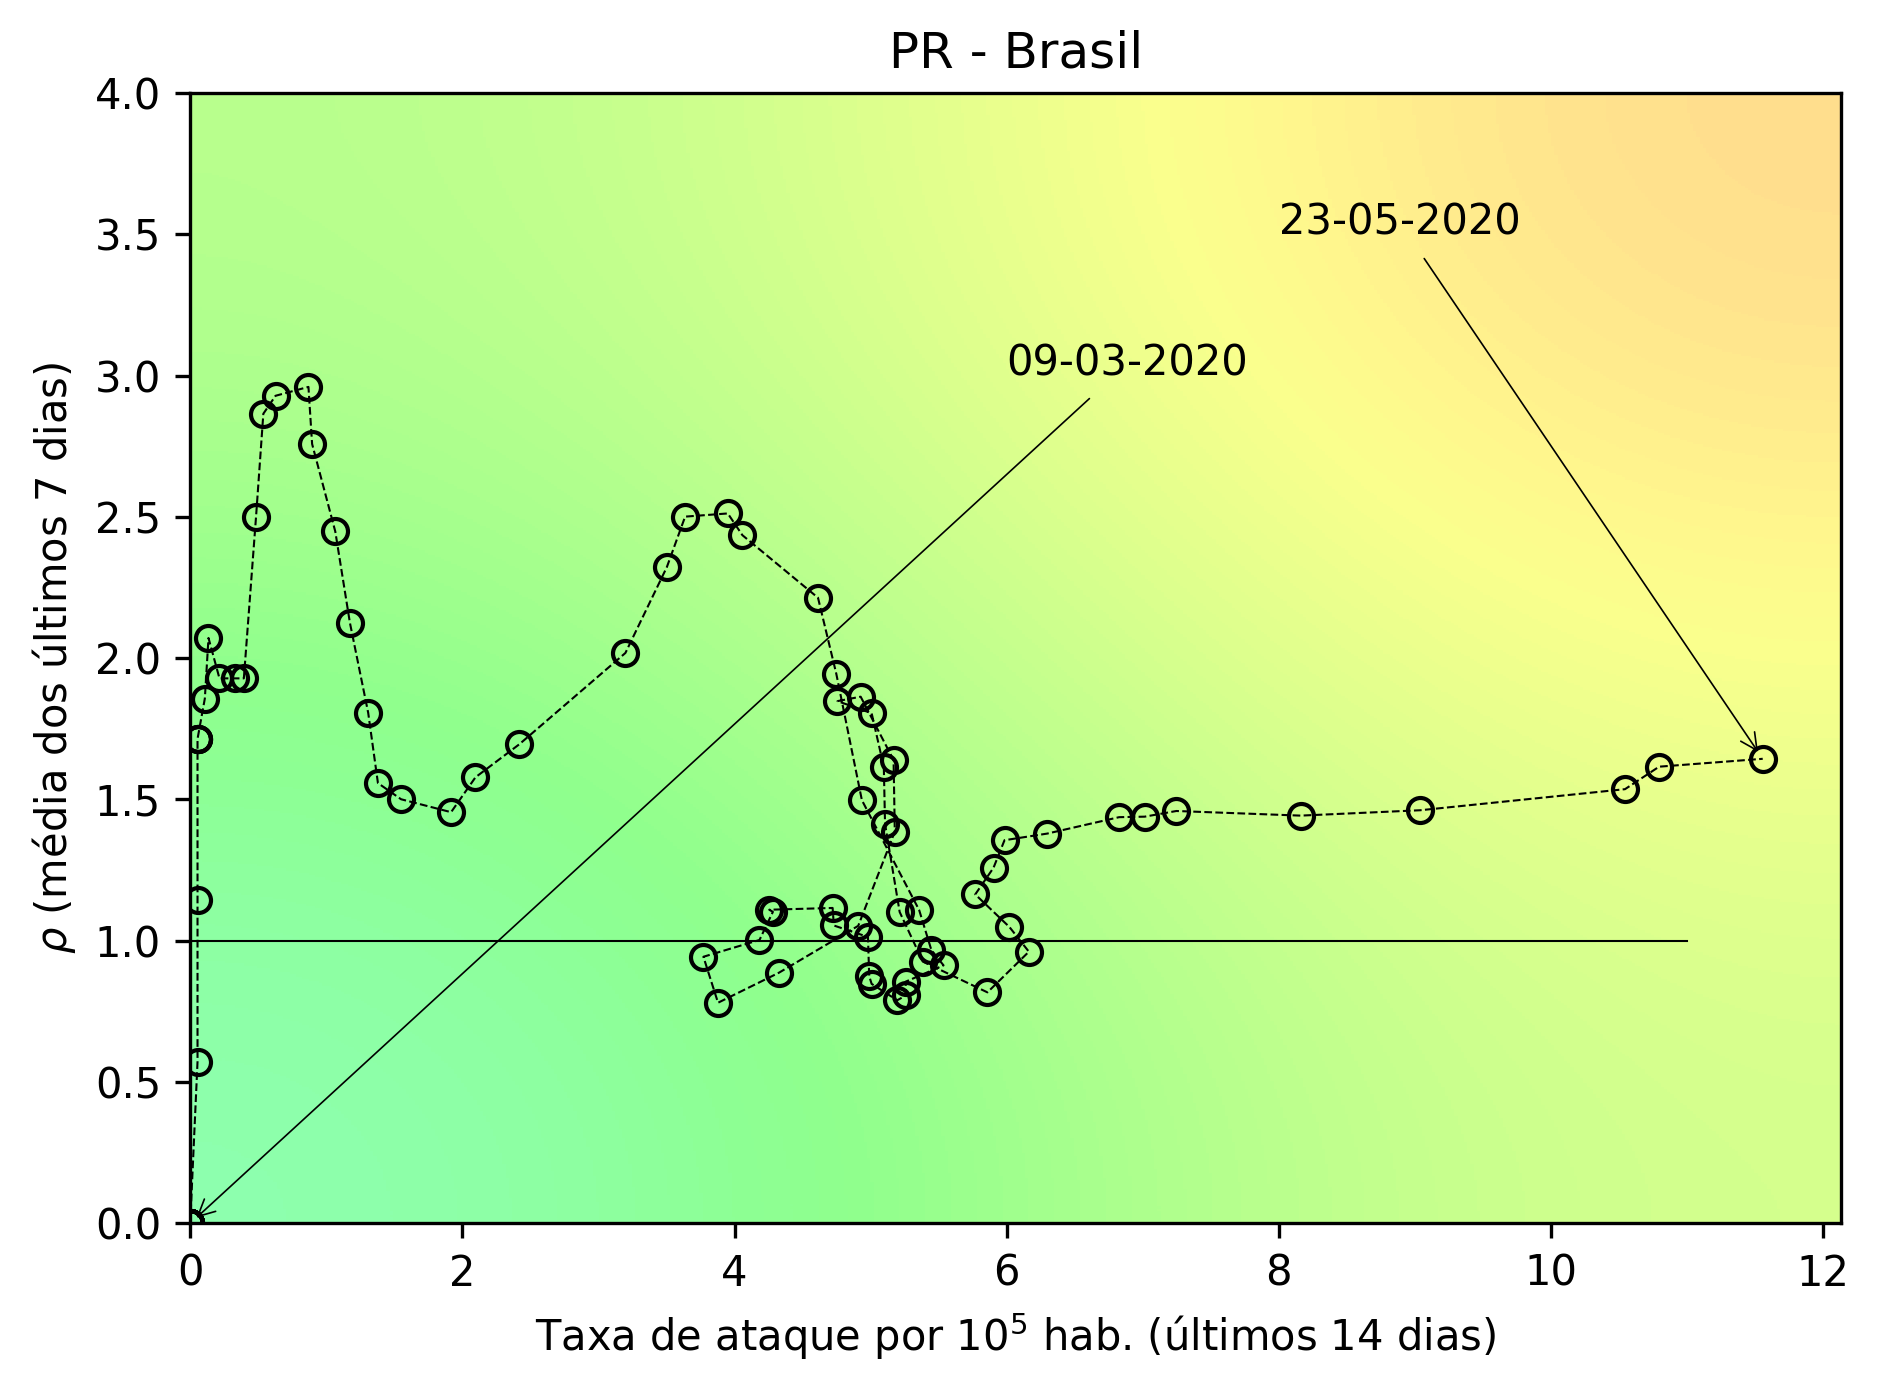 PR - Brasil
4.0
3.5
3.0
2.5
2.0
1.5
1.0
0.5
0.0
ρ (média dos últimos 7 dias)
23-05-2020
09-03-2020
0 2 4 6 8 10 12
Taxa de ataque por 10⁵ hab. (últimos 14 dias)